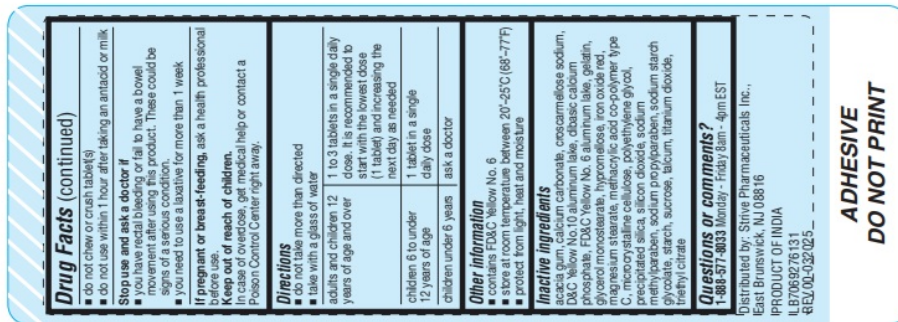 Drug Facts (continued)
■ do not chew or crush tablet(s)
■ do not use within 1 hour after taking an antacid or milk
Stop use and ask a doctor if
■ you have rectal bleeding or fail to have a bowel
movement after using this product. These could be
signs of a serious condition.
■ you need to use a laxative for more than 1 week
If pregnant or breast-feeding, ask a health professional
before use.
Keep out of reach of children.
In case of overdose, get medical help or contact a
Poison Control Center right away.
Directions
■ do not take more than directed
■ take with a glass of water
adults and children 12
years of age and over
1 to 3 tablets in a single daily
dose. It is recommended to
start with the lowest dose
(1 tablet) and increasing the
next day as needed
children 6 to under
12 years of age
1 tablet in a single
daily dose
children under 6 years
ask a doctor
Other information
■ contains FD&C Yellow No. 6
■ store at room temperature between 20°-25°C (68°-77°F)
■ protect from light, heat and moisture
Inactive ingredients
acacia gum, calcium carbonate, croscarmellose sodium,
D&C Yellow No.10 aluminum lake, dibasic calcium
phosphate, FD&C Yellow No. 6 aluminum lake, gelatin,
glycerol monostearate, hypromellose, iron oxide red,
magnesium stearate, methacrylic acid co-polymer type
C, microcrystalline cellulose, polyethylene glycol,
precipitated silica, silicon dioxide, sodium
methylparaben, sodium propylparaben, sodium starch
glycolate, starch, sucrose, talcum, titanium dioxide,
triethyl citrate
Questions or comments?
1-888-577-8033 Monday - Friday 8am - 4pm EST
Distributed by: Strive Pharmaceuticals Inc.,
East Brunswick, NJ 08816
PRODUCT OF INDIA
ILB7069276131
REV 00-032025
ADHESIVE
DO NOT PRINT